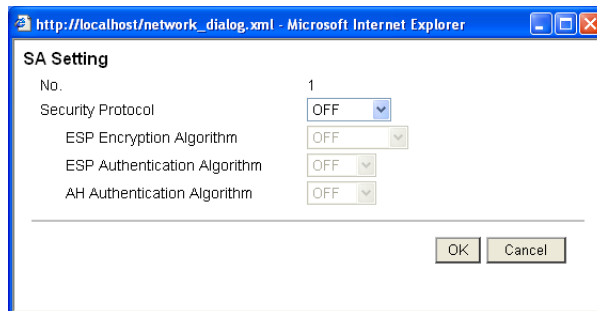 http://localhost/network_dialog.xml - Microsoft Internet Explorer
SA Setting
No. 1
Security Protocol OFF
ESP Encryption Algorithm OFF
ESP Authentication Algorithm OFF
AH Authentication Algorithm OFF
OK Cancel